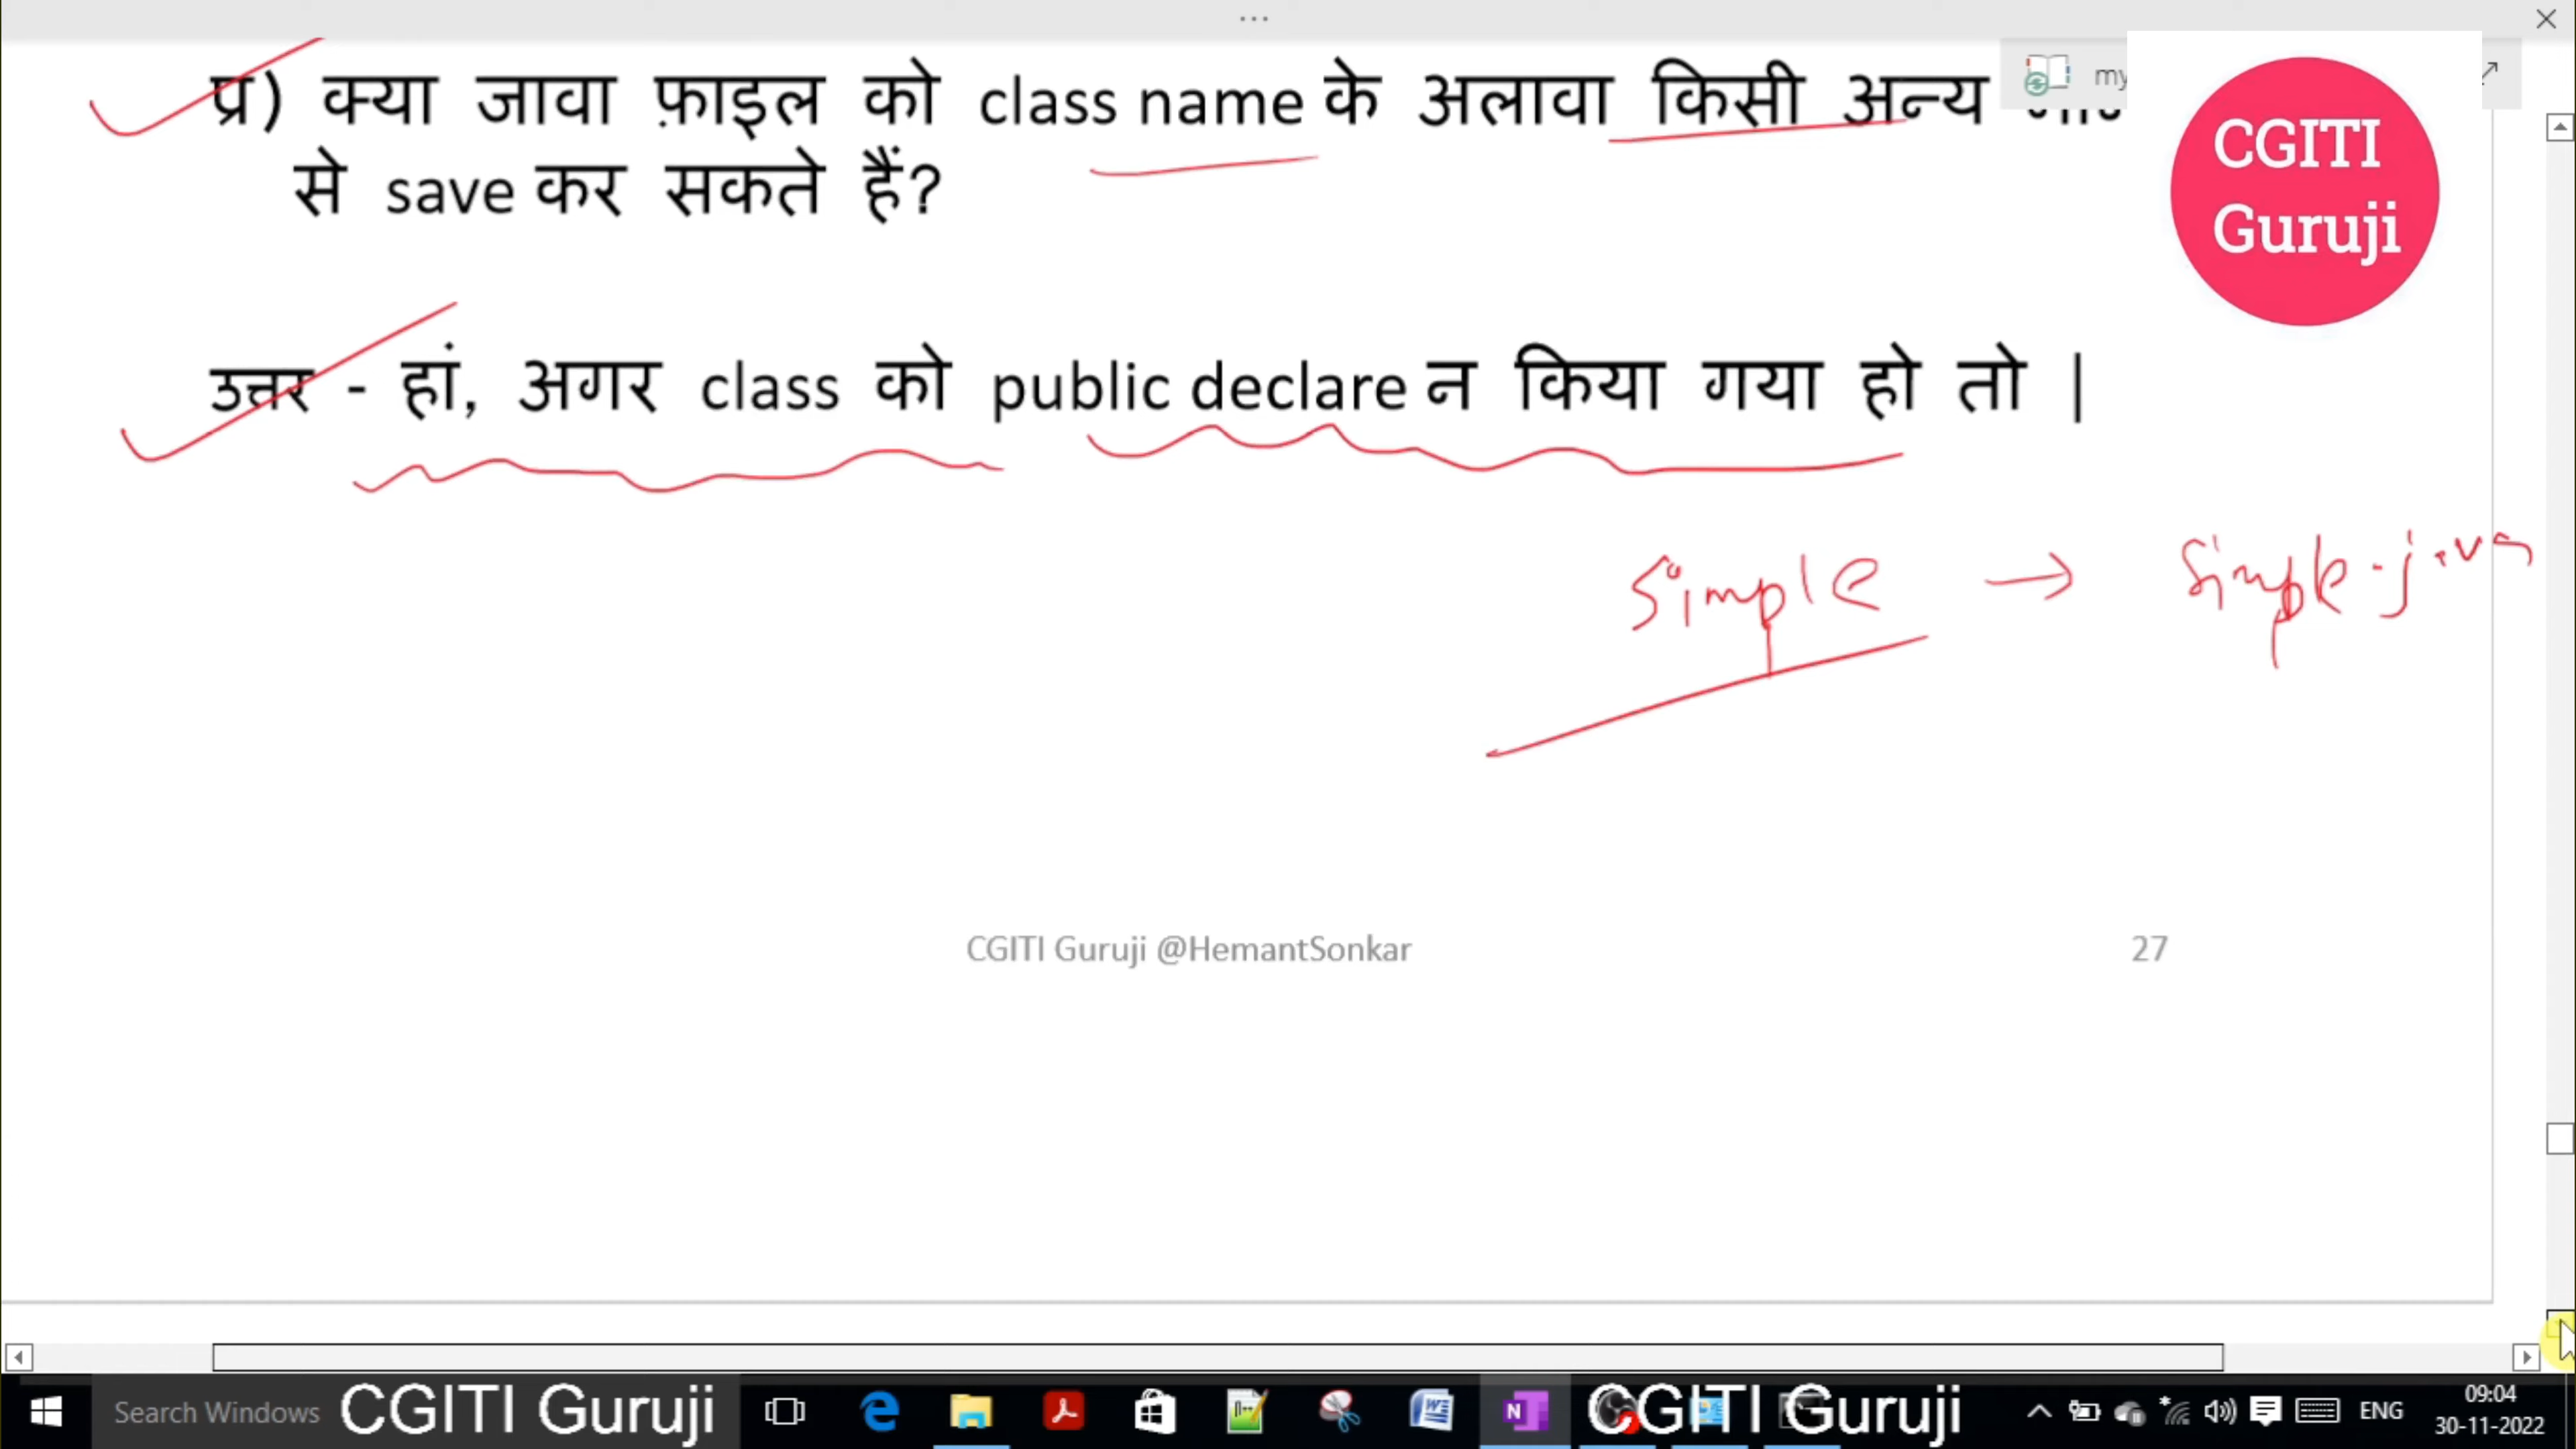 my
CGITI
Guruji
प्र) क्या जावा फ़ाइल को class name के अलावा किसी अन्य
से save कर सकते हैं?
उत्तर - हां, अगर class को public declare न किया गया हो तो |
simple → simple.java
CGITI Guruji @HemantSonkar 27
Search Windows CGITI Guruji CGITI Guruji ENG 09:04
30-11-2022